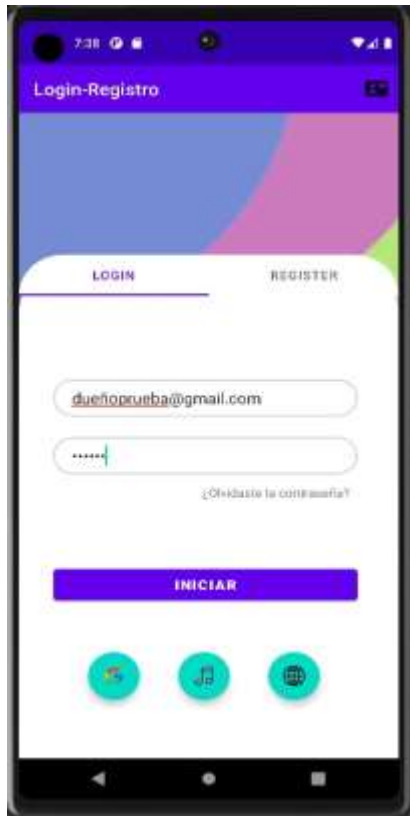 7:38
Login-Registro
LOGIN
REGISTER
dueñoprueba@gmail.com
••••••
¿Olvidaste la contraseña?
INICIAR